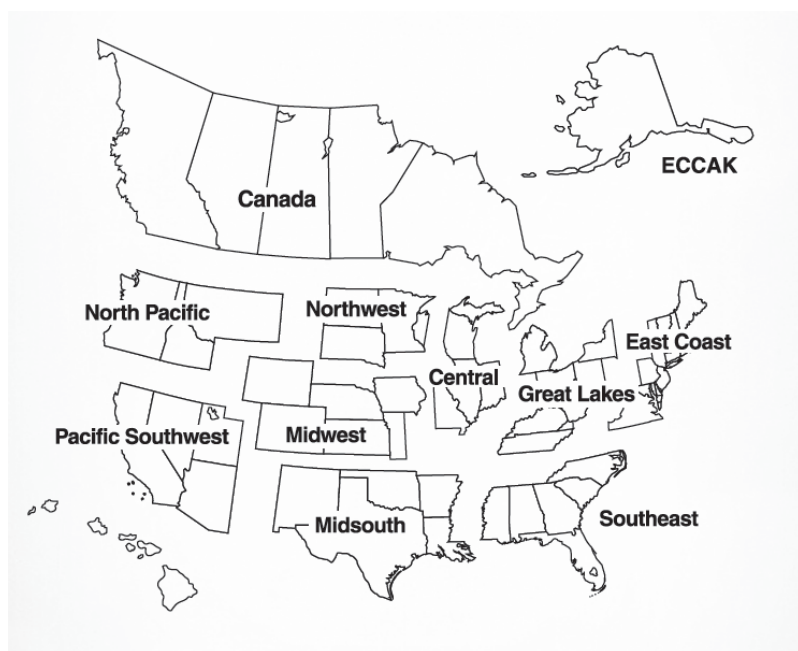 ECCAK
Canada
North Pacific
Northwest
East Coast
Central
Great Lakes
Pacific Southwest
Midwest
Midsouth
Southeast